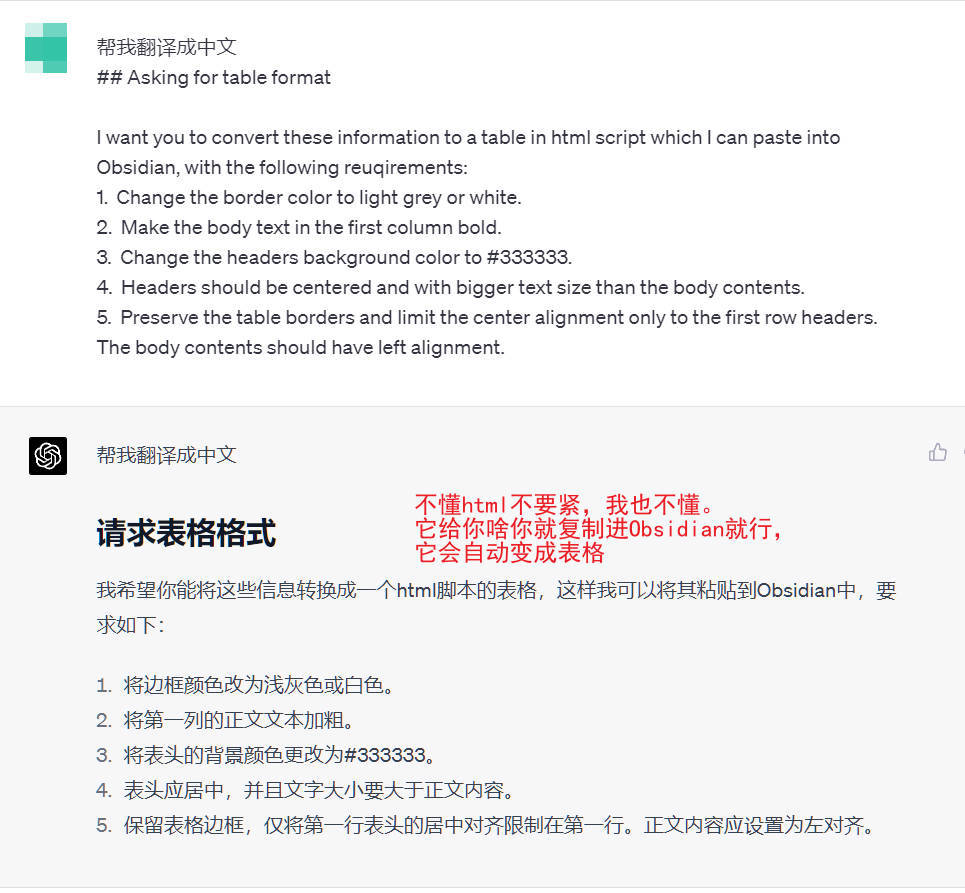 帮我翻译成中文
## Asking for table format
I want you to convert these information to a table in html script which I can paste into
Obsidian, with the following reuqirements:
1. Change the border color to light grey or white.
2. Make the body text in the first column bold.
3. Change the headers background color to #333333.
4. Headers should be centered and with bigger text size than the body contents.
5. Preserve the table borders and limit the center alignment only to the first row headers.
The body contents should have left alignment.
帮我翻译成中文
请求表格格式
不懂html不要紧，我也不懂。
它给你啥你就复制进Obsidian就行，
它会自动变成表格
我希望你能将这些信息转换成一个html脚本的表格，这样我可以将其粘贴到Obsidian中，要
求如下：
1. 将边框颜色改为浅灰色或白色。
2. 将第一列的正文文本加粗。
3. 将表头的背景颜色更改为#333333。
4. 表头应居中，并且文字大小要大于正文内容。
5. 保留表格边框，仅将第一行表头的居中对齐限制在第一行。正文内容应设置为左对齐。